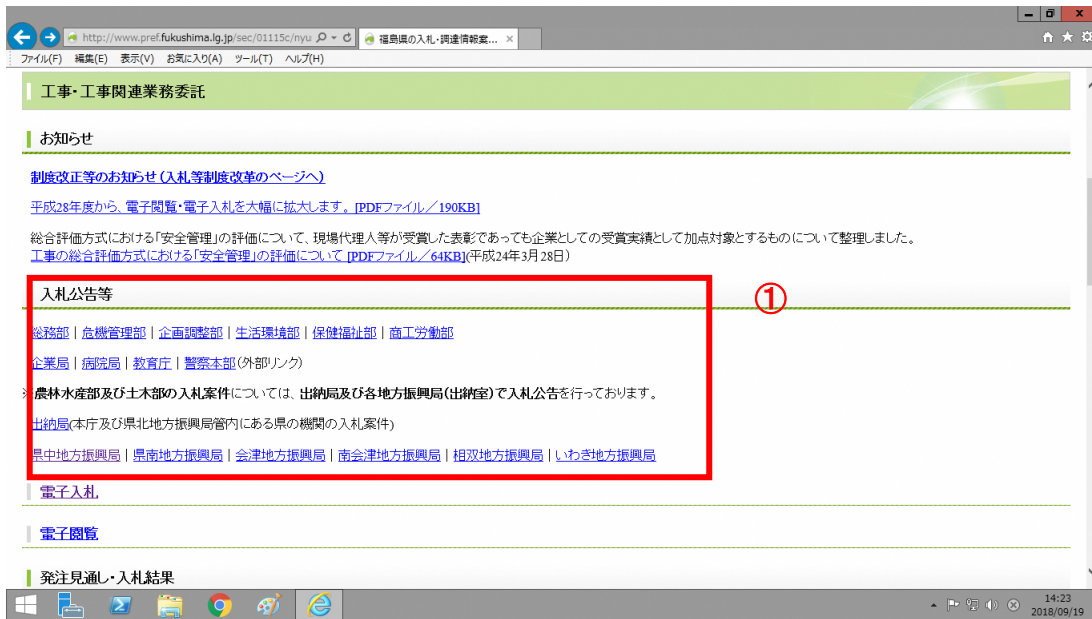 http://www.pref.fukushima.lg.jp/sec/01115c/nyu
福島県の入札・調達情報案...
ファイル(F) 編集(E) 表示(V) お気に入り(A) ツール(T) ヘルプ(H)
工事・工事関連業務委託
お知らせ
制度改正等のお知らせ（入札等制度改革のページへ）
平成28年度から、電子閲覧・電子入札を大幅に拡大します。 [PDFファイル／190KB]
総合評価方式における「安全管理」の評価について、現場代理人等が受賞した表彰であっても企業としての受賞実績として加点対象とするものについて整理しました。
工事の総合評価方式における「安全管理」の評価について [PDFファイル／64KB](平成24年3月28日)
入札公告等
①
総務部 | 危機管理部 | 企画調整部 | 生活環境部 | 保健福祉部 | 商工労働部
企業局 | 病院局 | 教育庁 | 警察本部(外部リンク)
※農林水産部及び土木部の入札案件については、出納局及び各地方振興局（出納室）で入札公告を行っております。
出納局(本庁及び県北地方振興局管内にある県の機関の入札案件)
県中地方振興局 | 県南地方振興局 | 会津地方振興局 | 南会津地方振興局 | 相双地方振興局 | いわき地方振興局
電子入札
電子閲覧
発注見通し・入札結果
14:23
2018/09/19